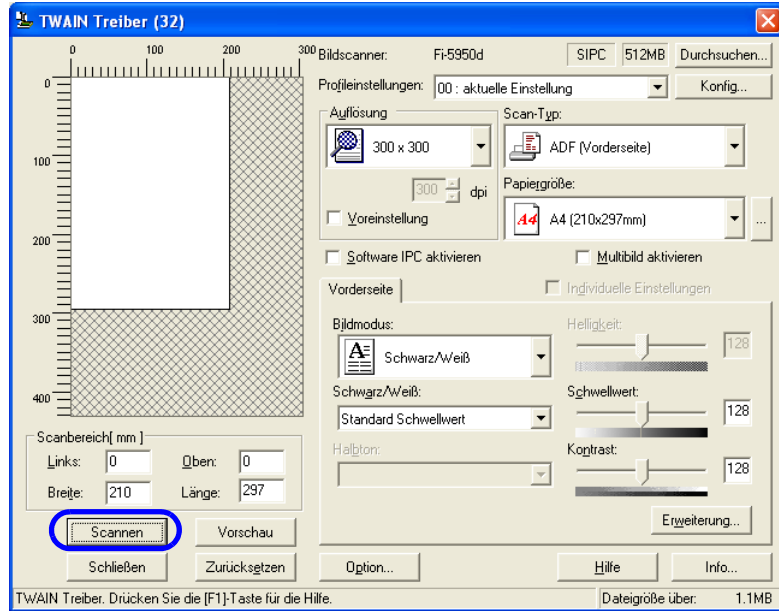 TWAIN Treiber (32)
0 100 200 300
0
100
200
300
400
Scanbereich[ mm ]
Links: 0 Oben: 0
Breite: 210 Länge: 297
Scannen Vorschau
Schließen Zurücksetzen
Bildscanner: Fi-5950d SIPC 512MB Durchsuchen...
Profileinstellungen: 00 : aktuelle Einstellung Konfig...
Auflösung
300 x 300
300 dpi
Voreinstellung
Scan-Typ:
ADF (Vorderseite)
Papiergröße:
A4 A4 (210x297mm) ...
Software IPC aktivieren Multibild aktivieren
Vorderseite Individuelle Einstellungen
Bildmodus:
A Schwarz/Weiß
Schwarz/Weiß:
Standard Schwellwert
Halbton:
Helligkeit:
128
Schwellwert:
128
Kontrast:
128
Erweiterung...
Option... Hilfe Info...
TWAIN Treiber. Drücken Sie die [F1]-Taste für die Hilfe. Dateigröße über: 1.1MB